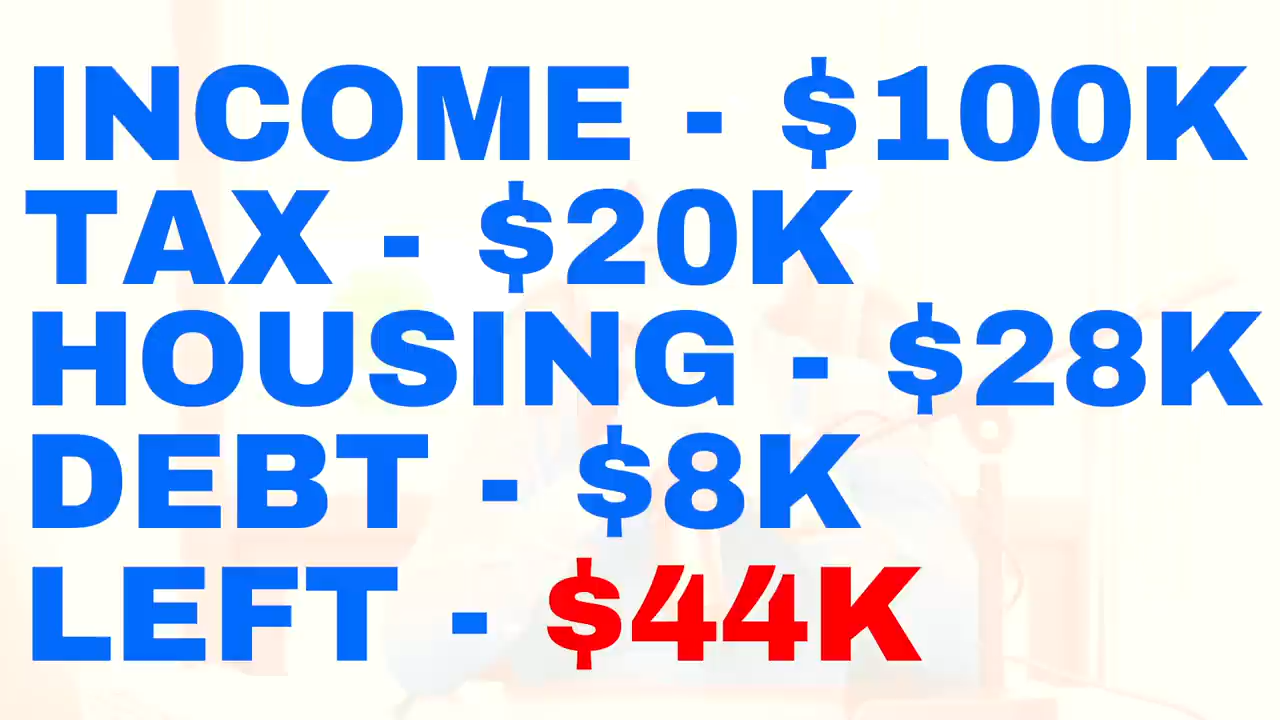 INCOME - $100K
TAX - $20K
HOUSING - $28K
DEBT - $8K
LEFT - $44K